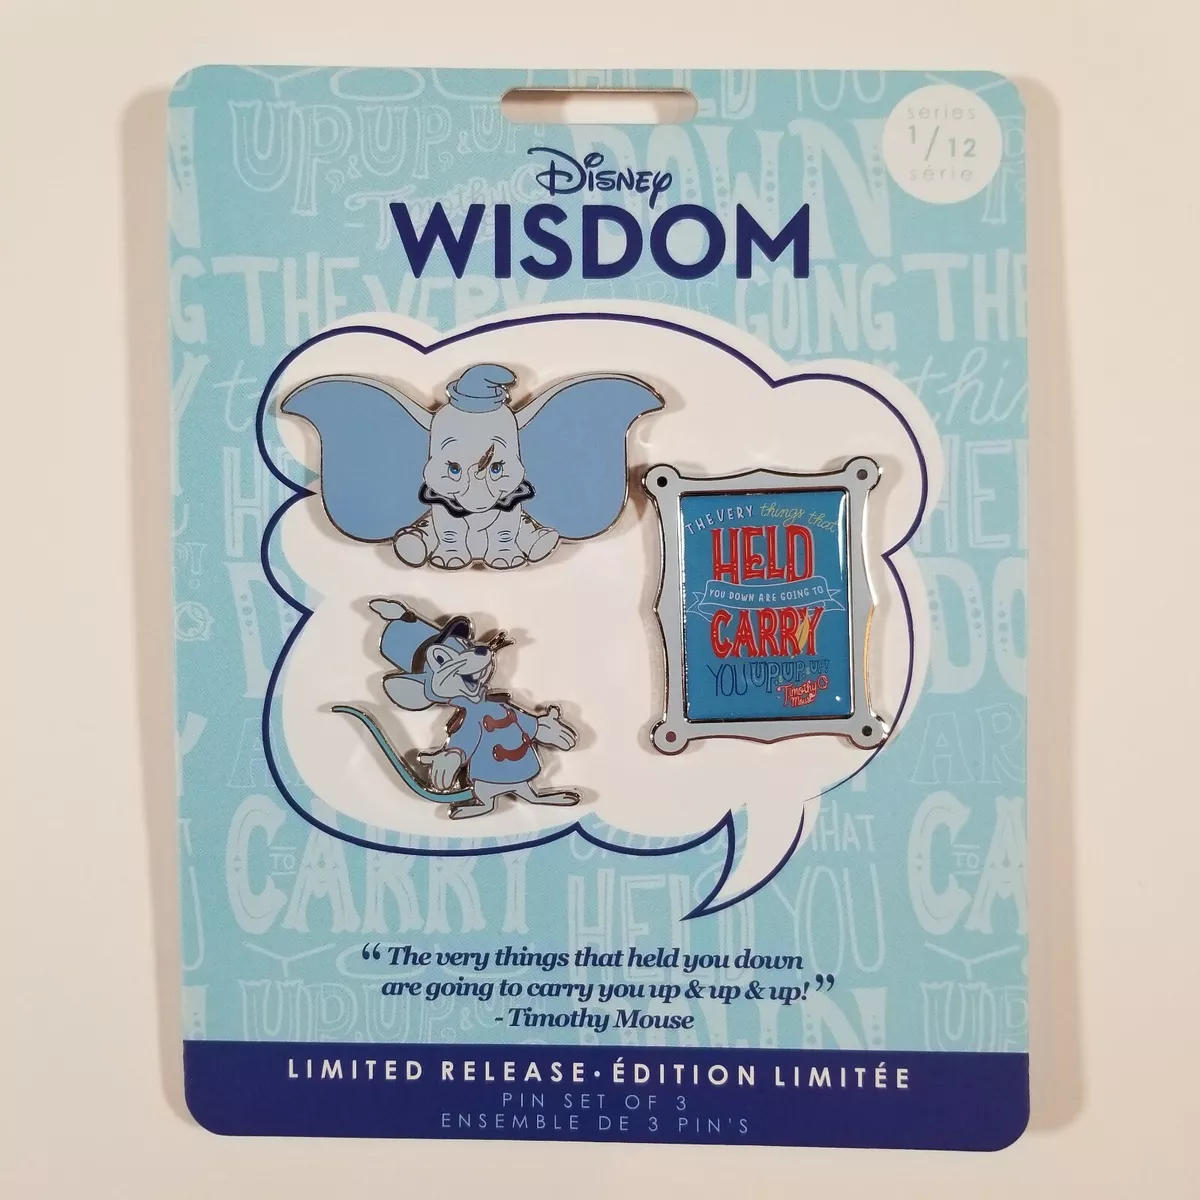 series
1/12
série
Disney
WISDOM
THE VERY things that
HELD
YOU DOWN ARE GOING TO
CARRY
YOU UP, UP, UP!
-Timothy
Mouse
“ The very things that held you down
are going to carry you up & up & up! ”
- Timothy Mouse
LIMITED RELEASE • ÉDITION LIMITÉE
PIN SET OF 3
ENSEMBLE DE 3 PIN'S